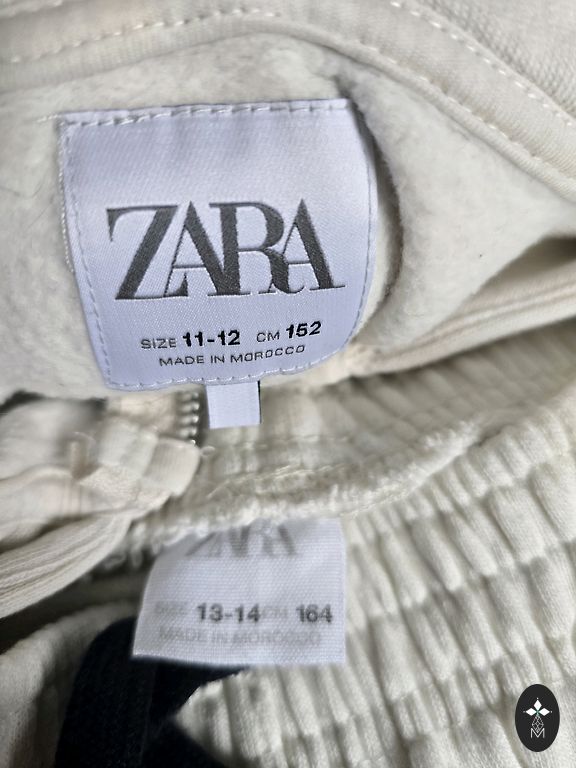 ZARA
SIZE 11-12 CM 152
MADE IN MOROCCO
ZARA
SIZE 13-14 CM 164
MADE IN MOROCCO
M